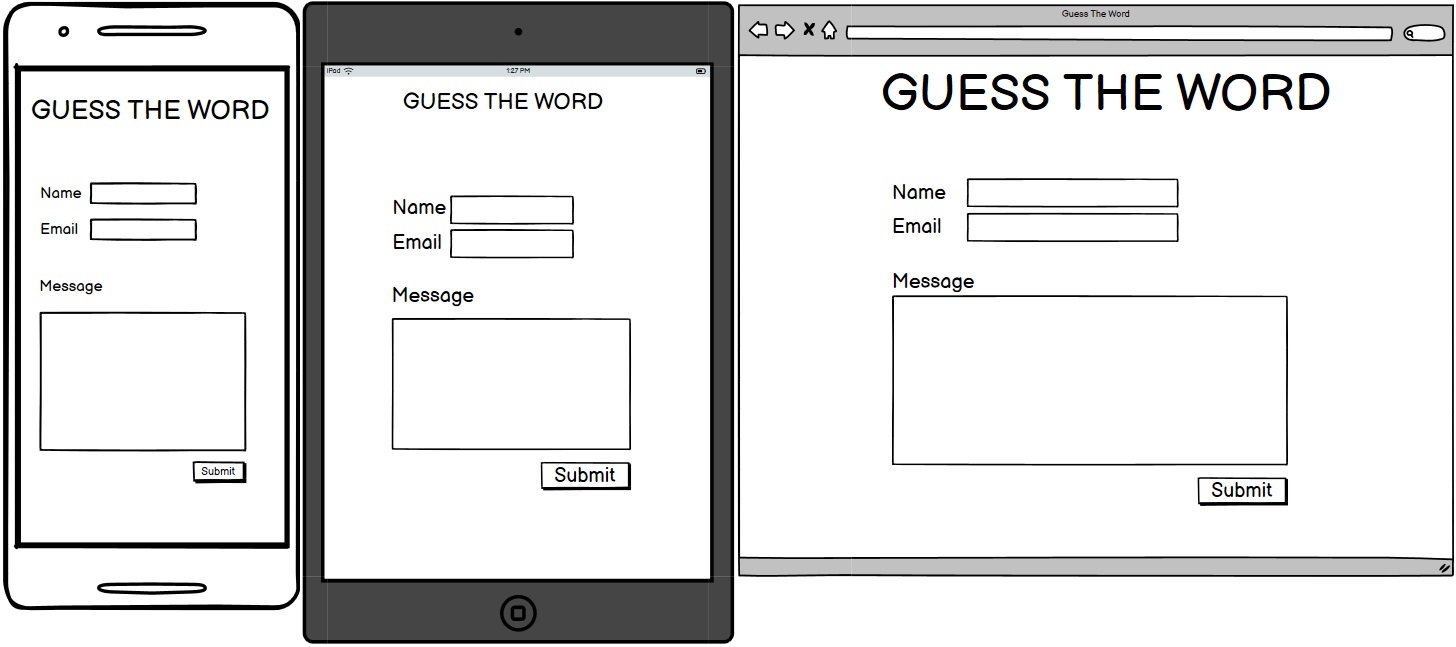 GUESS THE WORD
Name
Email
Message
Submit
iPad
1:27 PM
GUESS THE WORD
Name
Email
Message
Submit
Guess The Word
GUESS THE WORD
Name
Email
Message
Submit